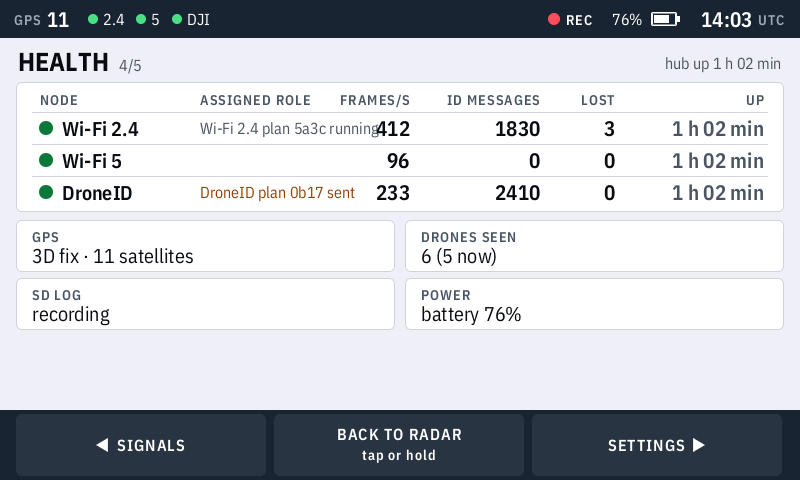 GPS 11 2.4 5 DJI REC 76% 14:03 UTC
HEALTH 4/5 hub up 1 h 02 min
NODE ASSIGNED ROLE FRAMES/S ID MESSAGES LOST UP
Wi-Fi 2.4 Wi-Fi 2.4 plan 5a3c running 412 1830 3 1 h 02 min
Wi-Fi 5 96 0 0 1 h 02 min
DroneID DroneID plan 0b17 sent 233 2410 0 1 h 02 min
GPS DRONES SEEN
3D fix · 11 satellites 6 (5 now)
SD LOG POWER
recording battery 76%
SIGNALS BACK TO RADAR SETTINGS
tap or hold